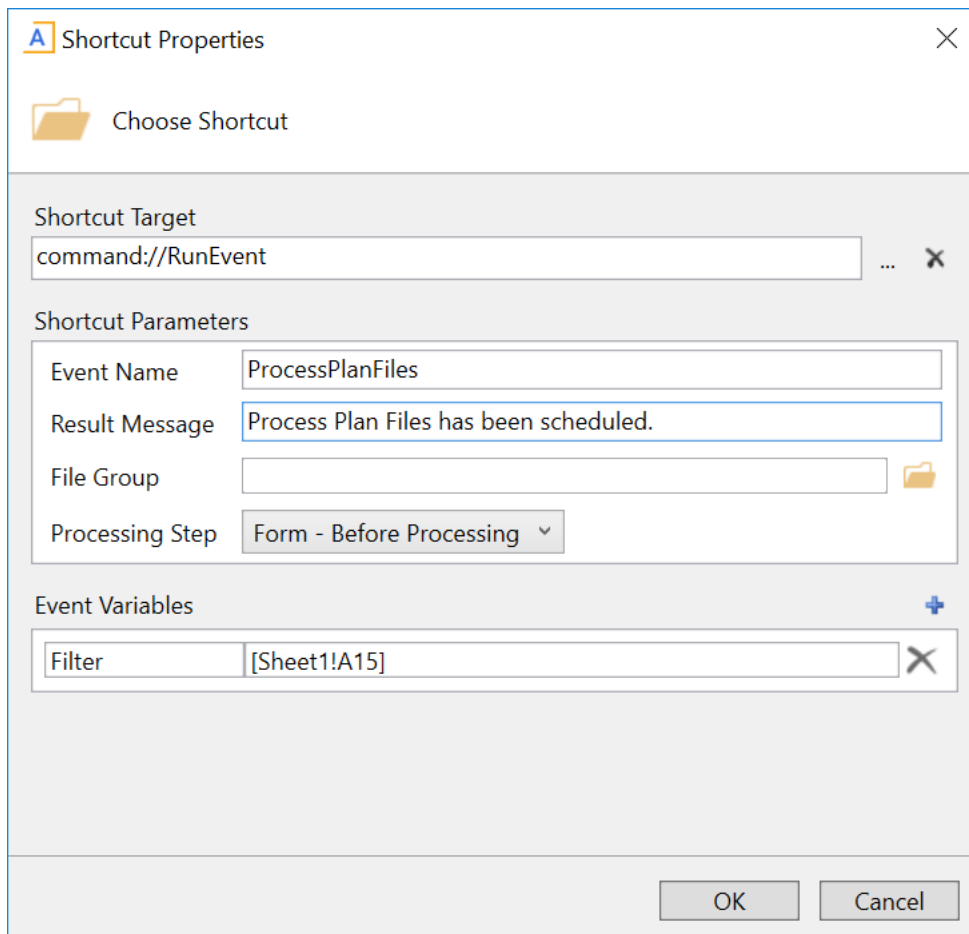 A Shortcut Properties
Choose Shortcut
Shortcut Target
command://RunEvent ...
Shortcut Parameters
Event Name ProcessPlanFiles
Result Message Process Plan Files has been scheduled.
File Group
Processing Step Form - Before Processing
Event Variables
Filter [Sheet1!A15]
OK Cancel